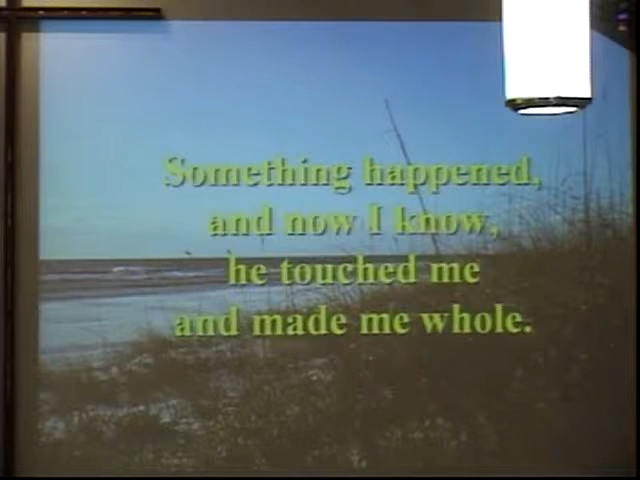 Something happened,
and now I know,
he touched me
and made me whole.